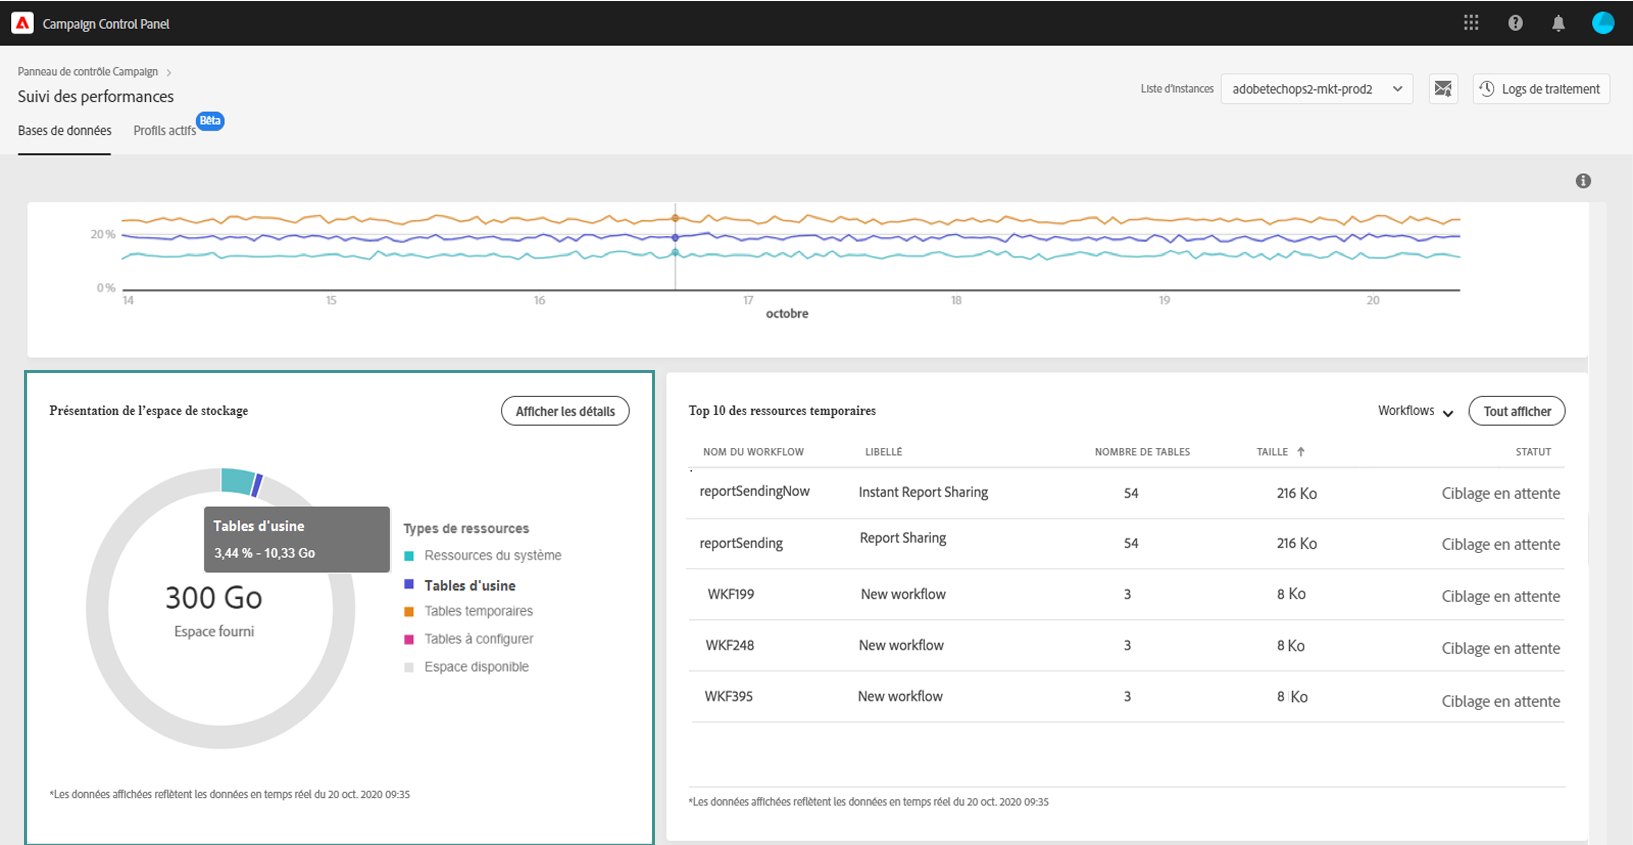 Campaign Control Panel
Panneau de contrôle Campaign
Suivi des performances
Liste d'instances
adobetechops2-mkt-prod2
Logs de traitement
Bases de données
Profils actifs
Bêta
20 %
0 %
14 15 16 17 18 19 20
octobre
Présentation de l'espace de stockage
Afficher les détails
Tables d'usine
3,44 % - 10,33 Go
300 Go
Espace fourni
Types de ressources
Ressources du système
Tables d'usine
Tables temporaires
Tables à configurer
Espace disponible
*Les données affichées reflètent les données en temps réel du 20 oct. 2020 09:35
Top 10 des ressources temporaires
Workflows
Tout afficher
NOM DU WORKFLOW LIBELLÉ NOMBRE DE TABLES TAILLE STATUT
reportSendingNow Instant Report Sharing 54 216 Ko Ciblage en attente
reportSending Report Sharing 54 216 Ko Ciblage en attente
WKF199 New workflow 3 8 Ko Ciblage en attente
WKF248 New workflow 3 8 Ko Ciblage en attente
WKF395 New workflow 3 8 Ko Ciblage en attente
*Les données affichées reflètent les données en temps réel du 20 oct. 2020 09:35